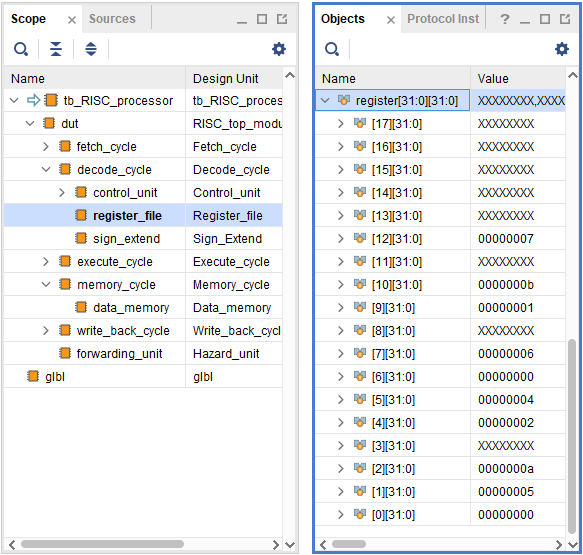 Scope × Sources
Name Design Unit
tb_RISC_processor tb_RISC_proces
dut RISC_top_modu
fetch_cycle Fetch_cycle
decode_cycle Decode_cycle
control_unit Control_unit
register_file Register_file
sign_extend Sign_Extend
execute_cycle Execute_cycle
memory_cycle Memory_cycle
data_memory Data_memory
write_back_cycle Write_back_cycl
forwarding_unit Hazard_unit
glbl glbl
Objects × Protocol Inst ?
Name Value
register[31:0][31:0] XXXXXXXX,XXXX
[17][31:0] XXXXXXXX
[16][31:0] XXXXXXXX
[15][31:0] XXXXXXXX
[14][31:0] XXXXXXXX
[13][31:0] XXXXXXXX
[12][31:0] 00000007
[11][31:0] XXXXXXXX
[10][31:0] 0000000b
[9][31:0] 00000001
[8][31:0] XXXXXXXX
[7][31:0] 00000006
[6][31:0] 00000000
[5][31:0] 00000004
[4][31:0] 00000002
[3][31:0] XXXXXXXX
[2][31:0] 0000000a
[1][31:0] 00000005
[0][31:0] 00000000